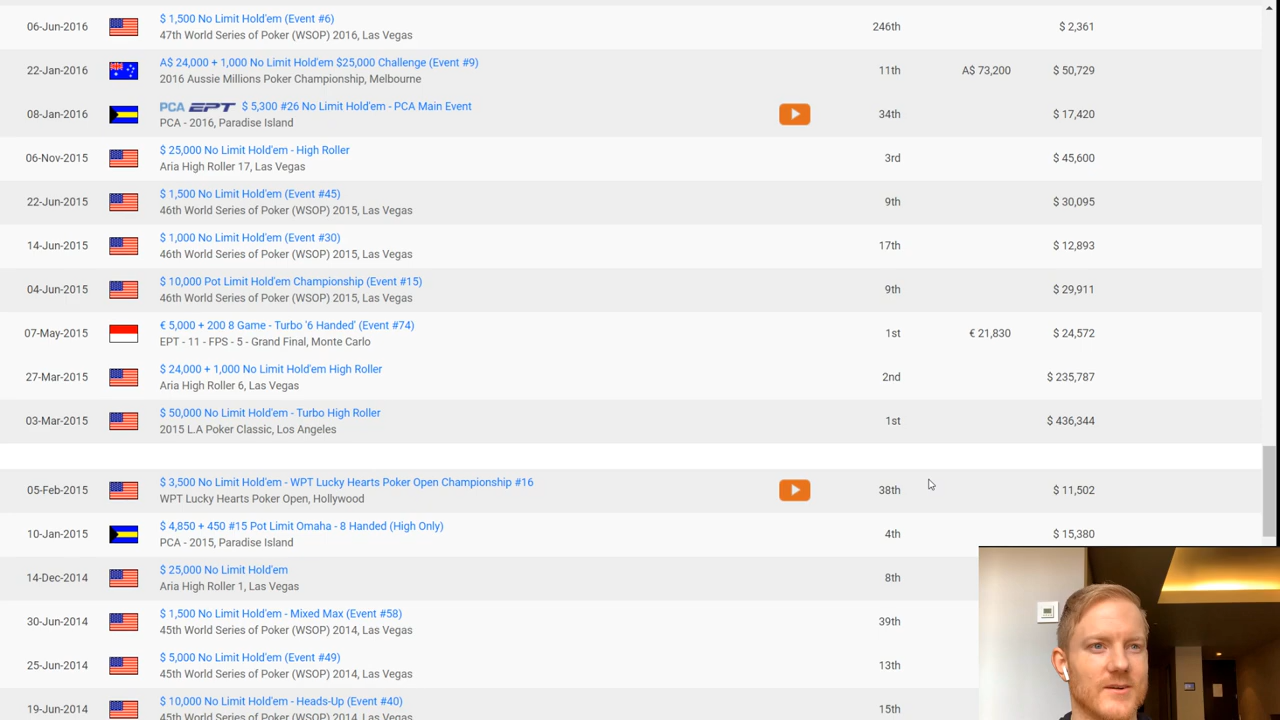 06-Jun-2016
$ 1,500 No Limit Hold'em (Event #6)
47th World Series of Poker (WSOP) 2016, Las Vegas
246th
$ 2,361
22-Jan-2016
A$ 24,000 + 1,000 No Limit Hold'em $25,000 Challenge (Event #9)
2016 Aussie Millions Poker Championship, Melbourne
11th
A$ 73,200
$ 50,729
08-Jan-2016
PCA EPT $ 5,300 #26 No Limit Hold'em - PCA Main Event
PCA - 2016, Paradise Island
34th
$ 17,420
06-Nov-2015
$ 25,000 No Limit Hold'em - High Roller
Aria High Roller 17, Las Vegas
3rd
$ 45,600
22-Jun-2015
$ 1,500 No Limit Hold'em (Event #45)
46th World Series of Poker (WSOP) 2015, Las Vegas
9th
$ 30,095
14-Jun-2015
$ 1,000 No Limit Hold'em (Event #30)
46th World Series of Poker (WSOP) 2015, Las Vegas
17th
$ 12,893
04-Jun-2015
$ 10,000 Pot Limit Hold'em Championship (Event #15)
46th World Series of Poker (WSOP) 2015, Las Vegas
9th
$ 29,911
07-May-2015
€ 5,000 + 200 8 Game - Turbo '6 Handed' (Event #74)
EPT - 11 - FPS - 5 - Grand Final, Monte Carlo
1st
€ 21,830
$ 24,572
27-Mar-2015
$ 24,000 + 1,000 No Limit Hold'em High Roller
Aria High Roller 6, Las Vegas
2nd
$ 235,787
03-Mar-2015
$ 50,000 No Limit Hold'em - Turbo High Roller
2015 L.A Poker Classic, Los Angeles
1st
$ 436,344
05-Feb-2015
$ 3,500 No Limit Hold'em - WPT Lucky Hearts Poker Open Championship #16
WPT Lucky Hearts Poker Open, Hollywood
38th
$ 11,502
10-Jan-2015
$ 4,850 + 450 #15 Pot Limit Omaha - 8 Handed (High Only)
PCA - 2015, Paradise Island
4th
$ 15,380
14-Dec-2014
$ 25,000 No Limit Hold'em
Aria High Roller 1, Las Vegas
8th
30-Jun-2014
$ 1,500 No Limit Hold'em - Mixed Max (Event #58)
45th World Series of Poker (WSOP) 2014, Las Vegas
39th
25-Jun-2014
$ 5,000 No Limit Hold'em (Event #49)
45th World Series of Poker (WSOP) 2014, Las Vegas
13th
19-Jun-2014
$ 10,000 No Limit Hold'em - Heads-Up (Event #40)
45th World Series of Poker (WSOP) 2014, Las Vegas
15th